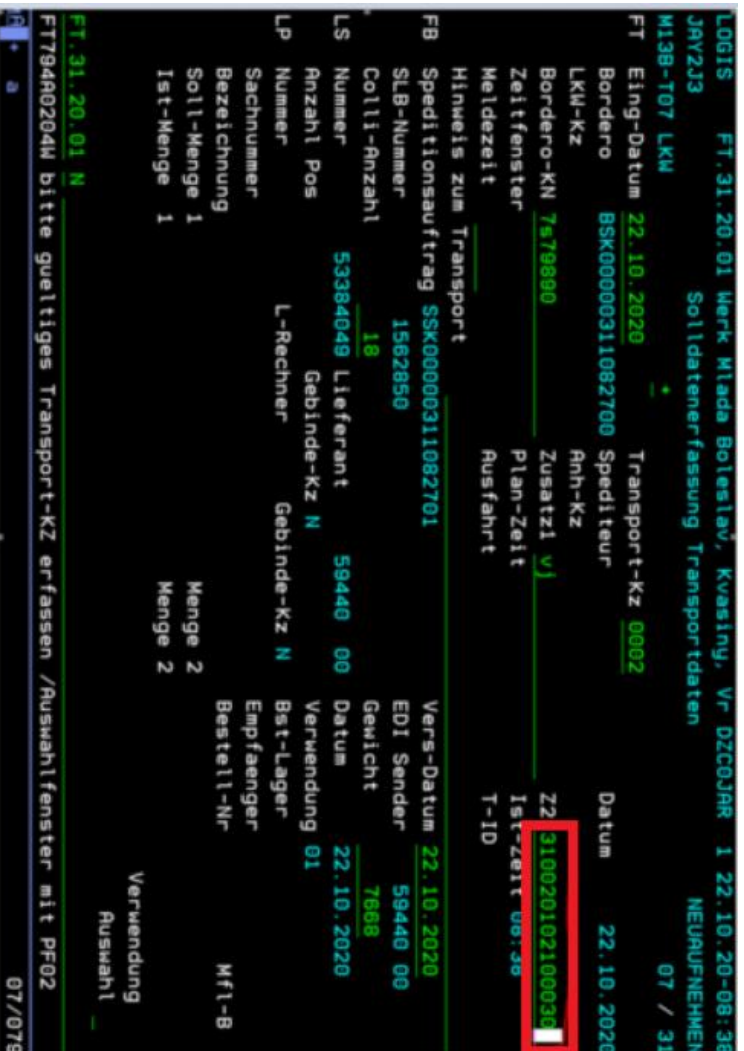 LOGIS FT.31.20.01 Werk Mlada Boleslav, Kvasiny, Vr DZC0JAR 1 22.10.20-08:38
JAY2J3 Solldatenerfassung Transportdaten NEUAUFNEHMEN
M13B-T07 LKW + 07 / 31
FT Eing-Datum 22.10.2020 Transport-Kz 0002 Datum 22.10.2020
Bordero BSK000000311082700 Spediteur
LKW-Kz Anh-Kz
Bordero-KN 7s79890 Zusatz1 vj Z2 310020102100030
Zeitfenster Plan-Zeit Ist-Zeit 08:38
Meldezeit Ausfahrt T-ID
Hinweis zum Transport
FB Speditionsauftrag SSK000000311082701 Vers-Datum 22.10.2020
SLB-Nummer 1562850 EDI Sender 59440 00
Colli-Anzahl 18 Gewicht 7668
LS Nummer 53384049 Lieferant 59440 00 Datum 22.10.2020
Anzahl Pos Gebinde-Kz N Verwendung 01
LP Nummer L-Rechner Gebinde-Kz N Bst-Lager
Sachnummer Empfaenger
Bezeichnung Bestell-Nr Mfl-B
Soll-Menge 1 Menge 2
Ist-Menge 1 Menge 2
Verwendung
Auswahl
FT.31.20.01 N
FT794A0204W bitte gueltiges Transport-KZ erfassen /Auswahlfenster mit PF02
+ a 07/079